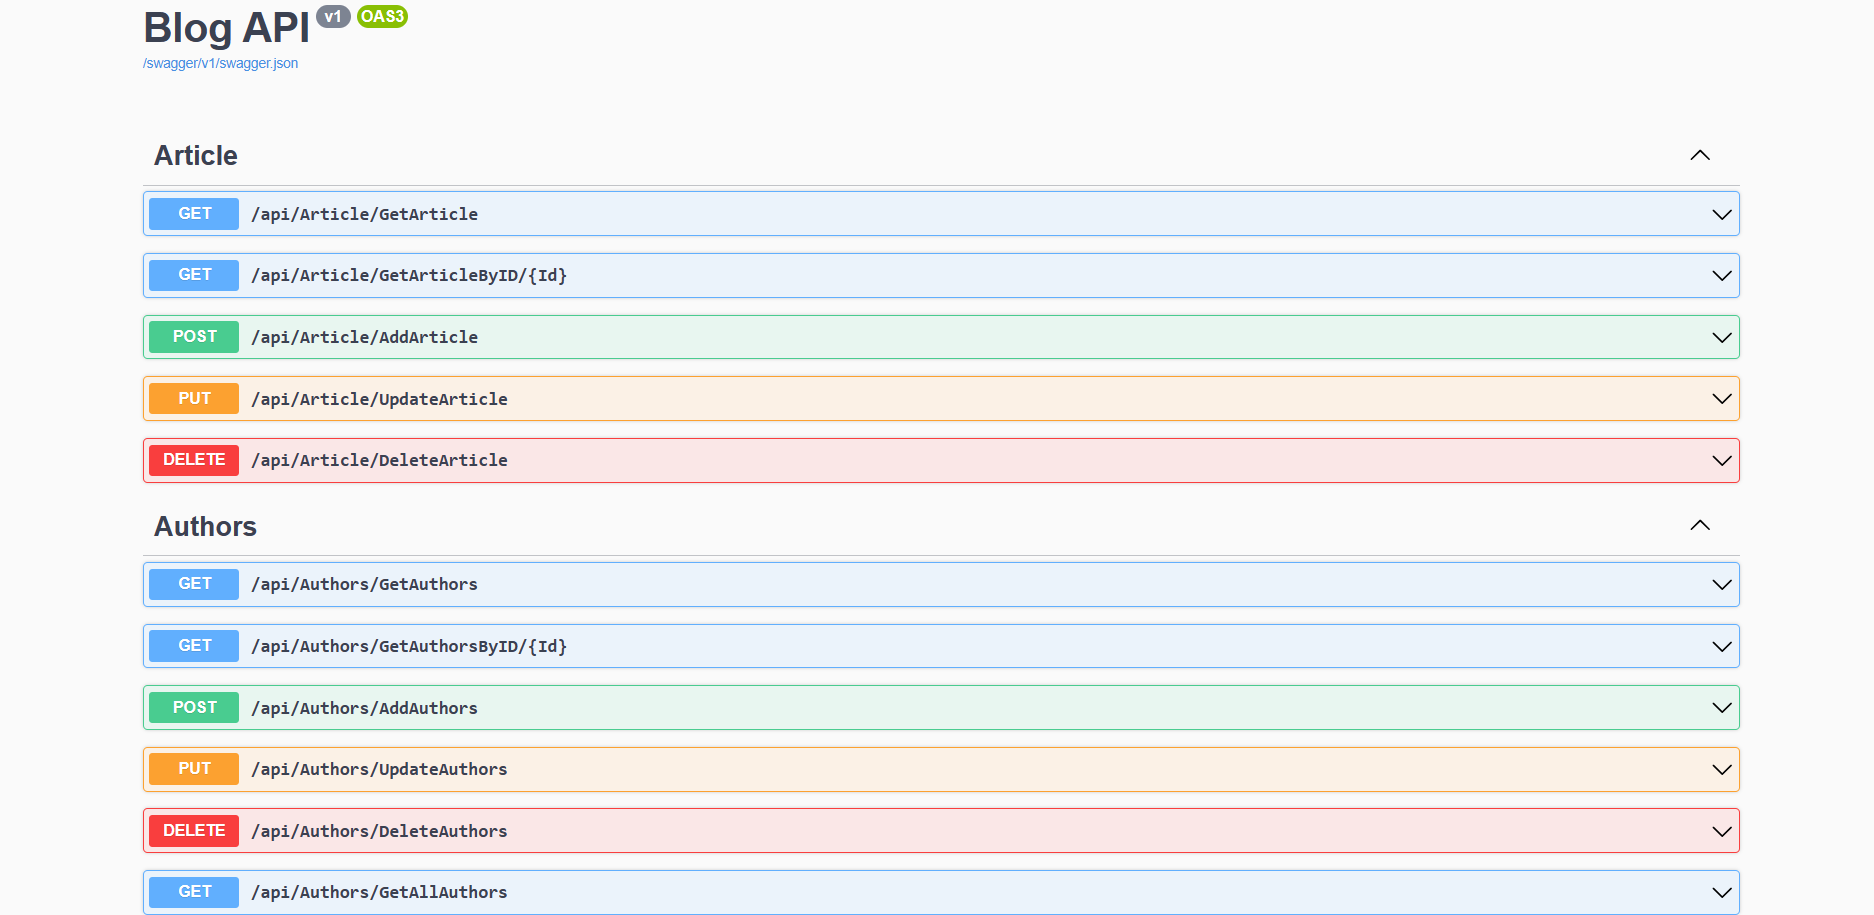 Blog API v1 OAS3
/swagger/v1/swagger.json
Article
GET /api/Article/GetArticle
GET /api/Article/GetArticleByID/{Id}
POST /api/Article/AddArticle
PUT /api/Article/UpdateArticle
DELETE /api/Article/DeleteArticle
Authors
GET /api/Authors/GetAuthors
GET /api/Authors/GetAuthorsByID/{Id}
POST /api/Authors/AddAuthors
PUT /api/Authors/UpdateAuthors
DELETE /api/Authors/DeleteAuthors
GET /api/Authors/GetAllAuthors